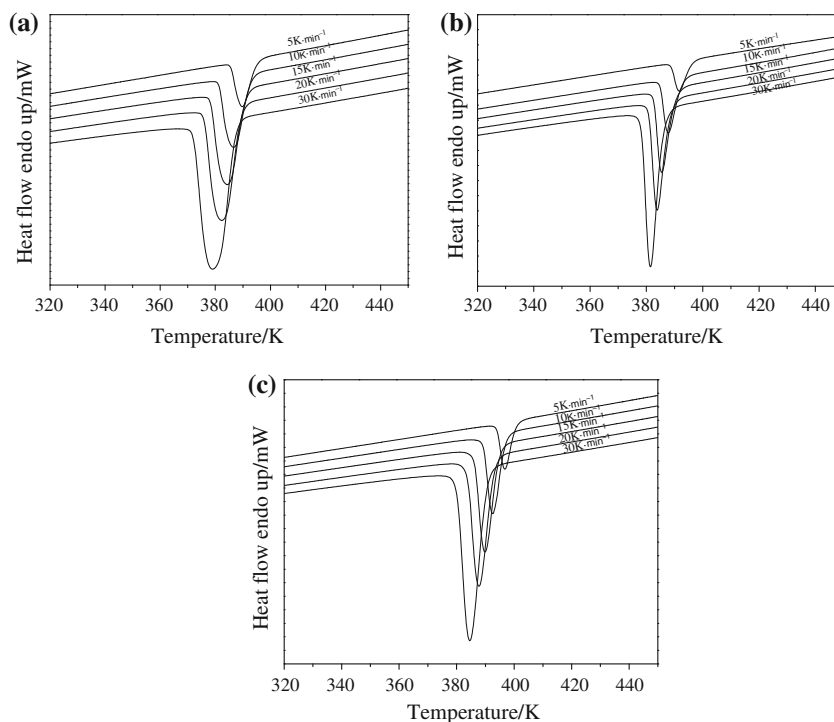 (a)
5K·min⁻¹
10K·min⁻¹
15K·min⁻¹
20K·min⁻¹
30K·min⁻¹
Heat flow endo up/mW
320 340 360 380 400 420 440
Temperature/K
(b)
5K·min⁻¹
10K·min⁻¹
15K·min⁻¹
20K·min⁻¹
30K·min⁻¹
Heat flow endo up/mW
320 340 360 380 400 420 440
Temperature/K
(c)
5K·min⁻¹
10K·min⁻¹
15K·min⁻¹
20K·min⁻¹
30K·min⁻¹
Heat flow endo up/mW
320 340 360 380 400 420 440
Temperature/K